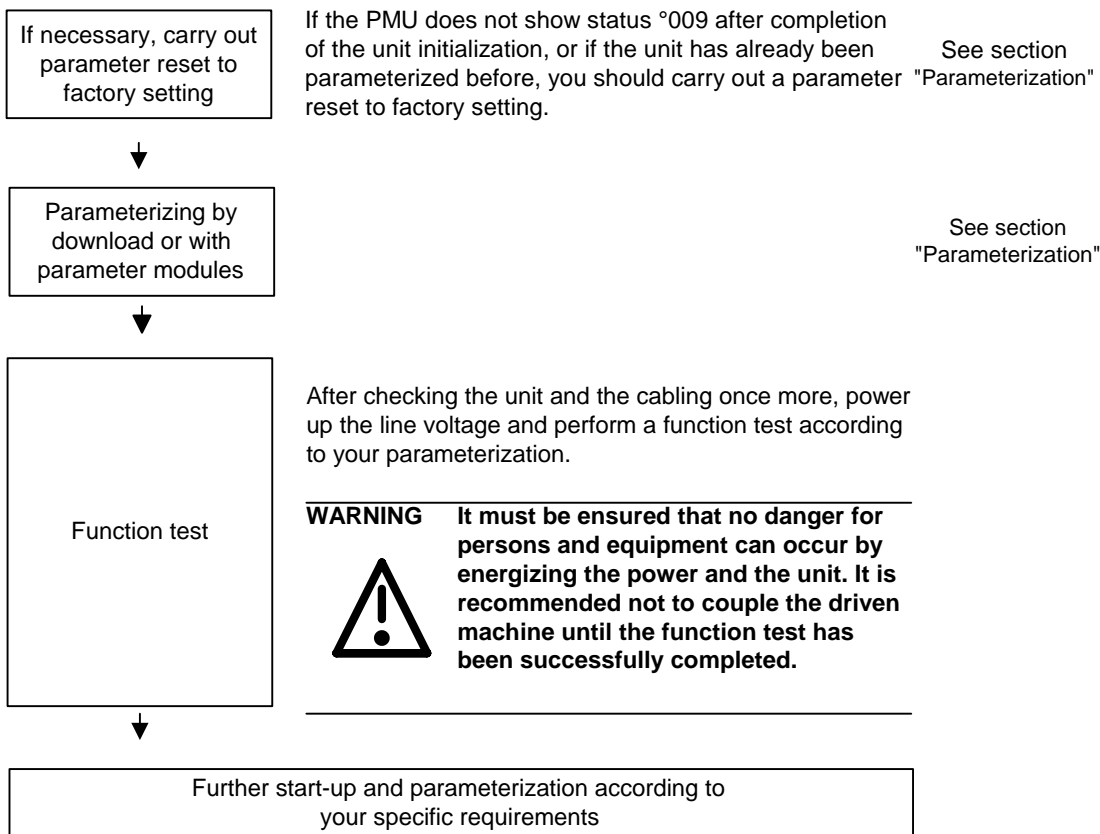 If necessary, carry out
parameter reset to
factory setting
If the PMU does not show status °009 after completion
of the unit initialization, or if the unit has already been
parameterized before, you should carry out a parameter
reset to factory setting.
See section
"Parameterization"
Parameterizing by
download or with
parameter modules
See section
"Parameterization"
Function test
After checking the unit and the cabling once more, power
up the line voltage and perform a function test according
to your parameterization.
WARNING
It must be ensured that no danger for
persons and equipment can occur by
energizing the power and the unit. It is
recommended not to couple the driven
machine until the function test has
been successfully completed.
Further start-up and parameterization according to
your specific requirements